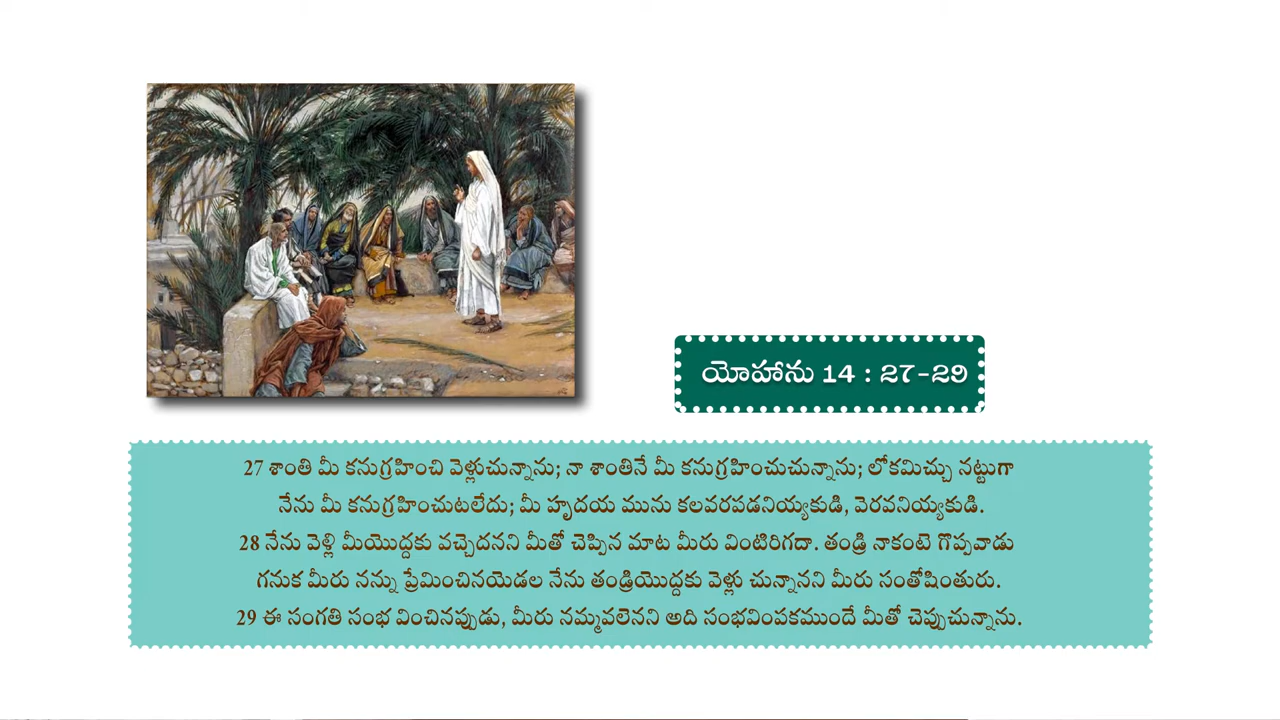 యోహాను 14 : 27-29
27 శాంతి మీ కనుగ్రహించి వెళ్లుచున్నాను; నా శాంతినే మీ కనుగ్రహించుచున్నాను; లోకమిచ్చు నట్టుగా
నేను మీ కనుగ్రహించుటలేదు; మీ హృదయ మును కలవరపడనియ్యకుడి, వెరవనియ్యకుడి.
28 నేను వెళ్లి మీయొద్దకు వచ్చెదనని మీతో చెప్పిన మాట మీరు వింటిరిగదా. తండ్రి నాకంటె గొప్పవాడు
గనుక మీరు నన్ను ప్రేమించినయెడల నేను తండ్రియొద్దకు వెళ్లు చున్నానని మీరు సంతోషింతురు.
29 ఈ సంగతి సంభ వించినప్పుడు, మీరు నమ్మవలెనని అది సంభవింపకముందే మీతో చెప్పుచున్నాను.